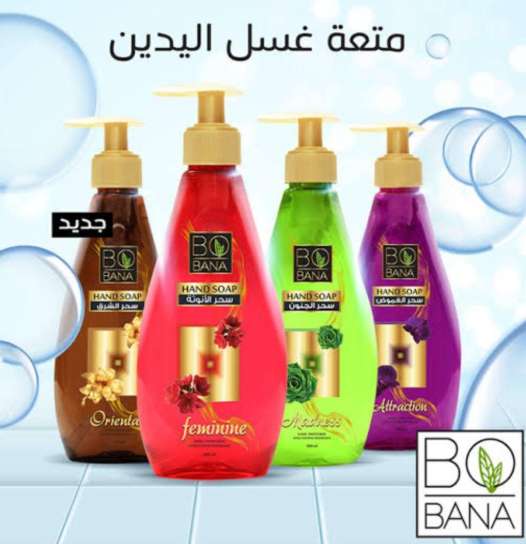 متعة غسل اليدين
جديد
BO
BANA
HAND SOAP
سحر الشرق
Oriental
BO
BANA
HAND SOAP
سحر الأنوثة
feminine
BO
BANA
HAND SOAP
سحر الجنون
Madness
BO
BANA
HAND SOAP
سحر الغموض
Attraction
BO
BANA